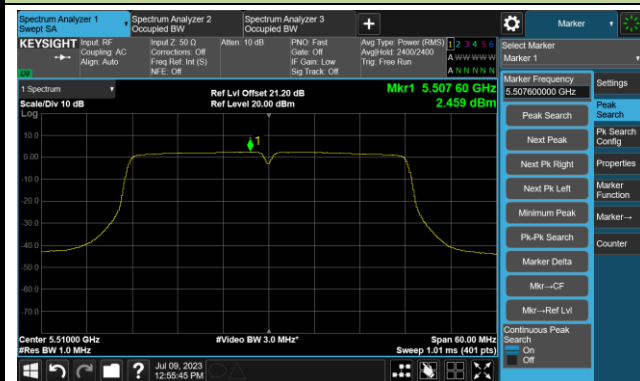 Spectrum Analyzer 1
Swept SA
Spectrum Analyzer 2
Occupied BW
Spectrum Analyzer 3
Occupied BW
+
Marker
KEYSIGHT
Input: RF
Coupling: AC
Align: Auto
Input Z: 50 Ω
Corrections: Off
Freq Ref: Int (S)
NFE: Off
Atten: 10 dB
PNO: Fast
Gate: Off
IF Gain: Low
Sig Track: Off
Avg Type: Power (RMS)
Avg|Hold: 2400/2400
Trig: Free Run
1 2 3 4 5 6
A W W W W W
A N N N N N
Select Marker
Marker 1
1 Spectrum
Scale/Div 10 dB
Log
Ref Lvl Offset 21.20 dB
Ref Level 20.00 dBm
Mkr1 5.507 60 GHz
2.459 dBm
10.0
0.00
-10.0
-20.0
-30.0
-40.0
-50.0
-60.0
-70.0
1
Center 5.51000 GHz
#Res BW 1.0 MHz
#Video BW 3.0 MHz*
Span 60.00 MHz
Sweep 1.01 ms (401 pts)
Marker Frequency
5.507600000 GHz
Peak Search
Next Peak
Next Pk Right
Next Pk Left
Minimum Peak
Pk-Pk Search
Marker Delta
Mkr→CF
Mkr→Ref Lvl
Continuous Peak
Search
On
Off
Settings
Peak
Search
Pk Search
Config
Properties
Marker
Function
Marker→
Counter
?
Jul 09, 2023
12:55:45 PM